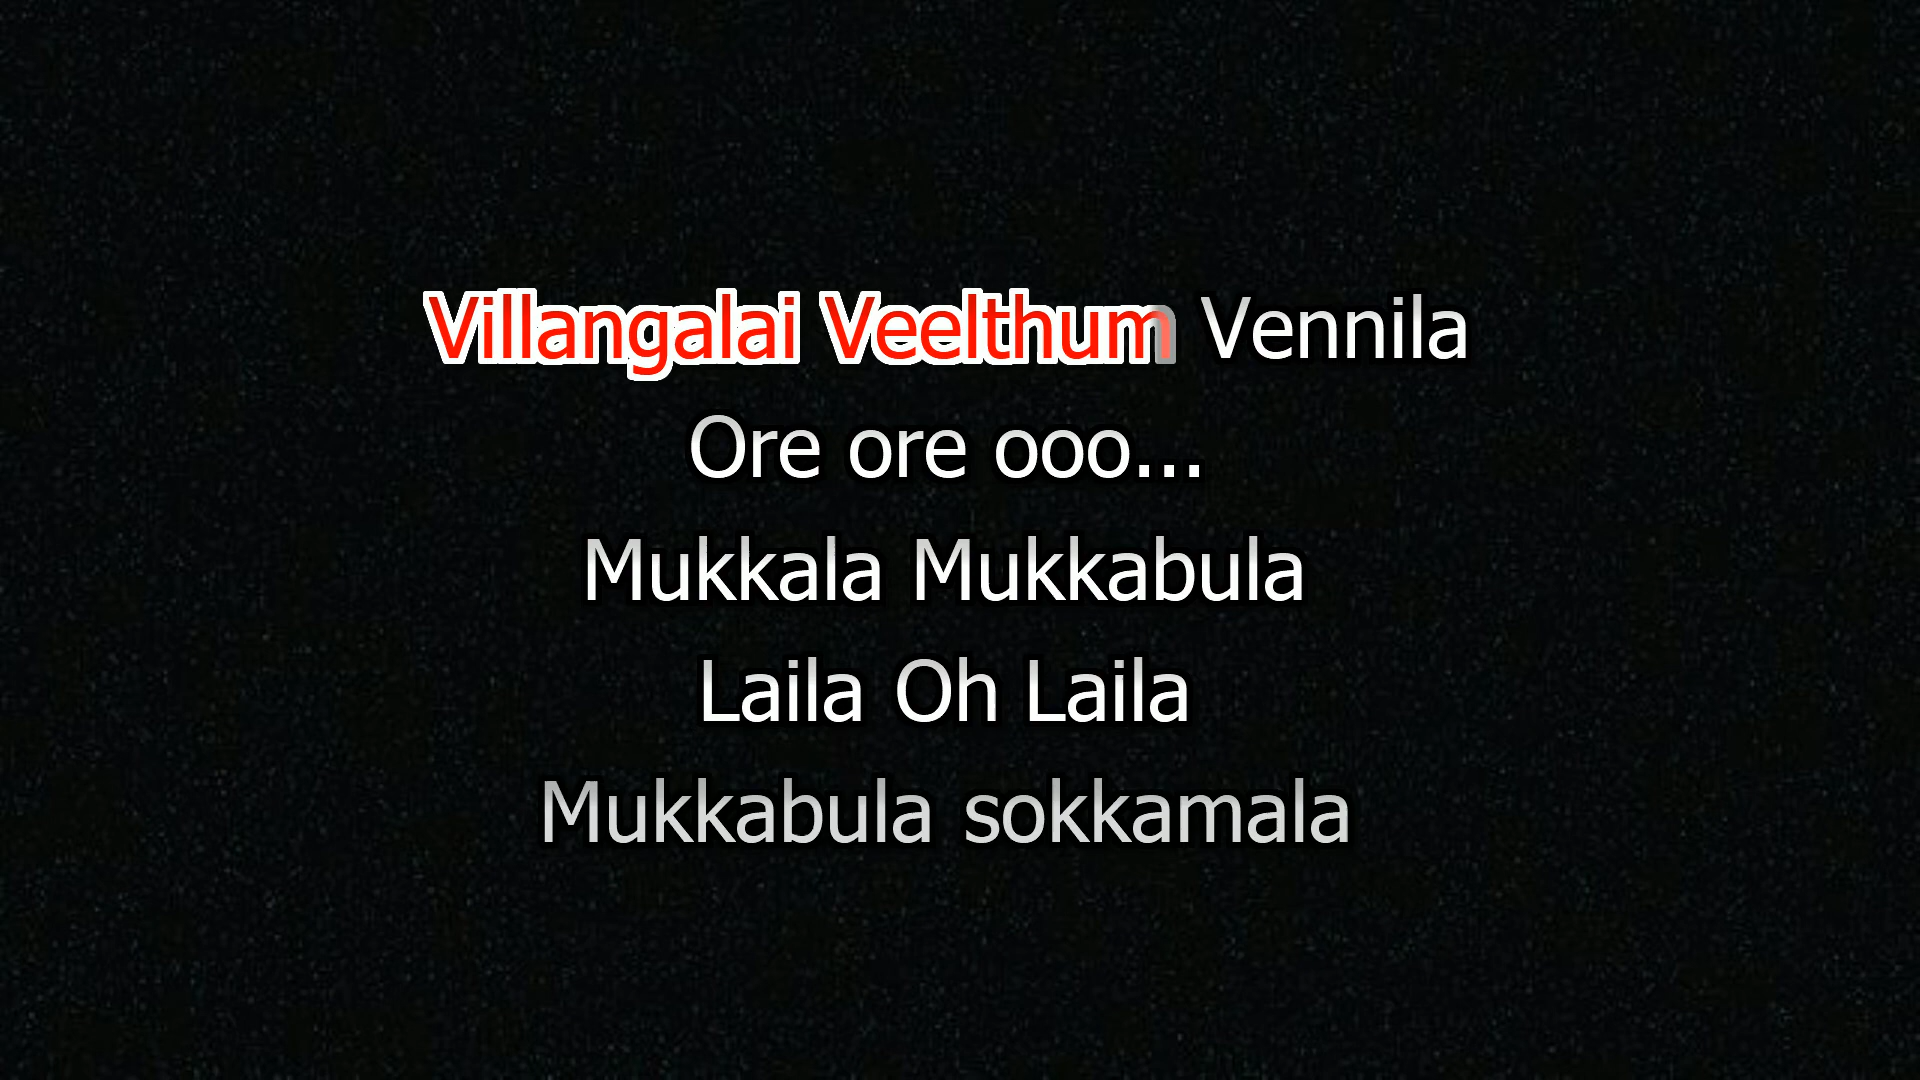 Villangalai Veelthum Vennila
Ore ore ooo...
Mukkala Mukkabula
Laila Oh Laila
Mukkabula sokkamala